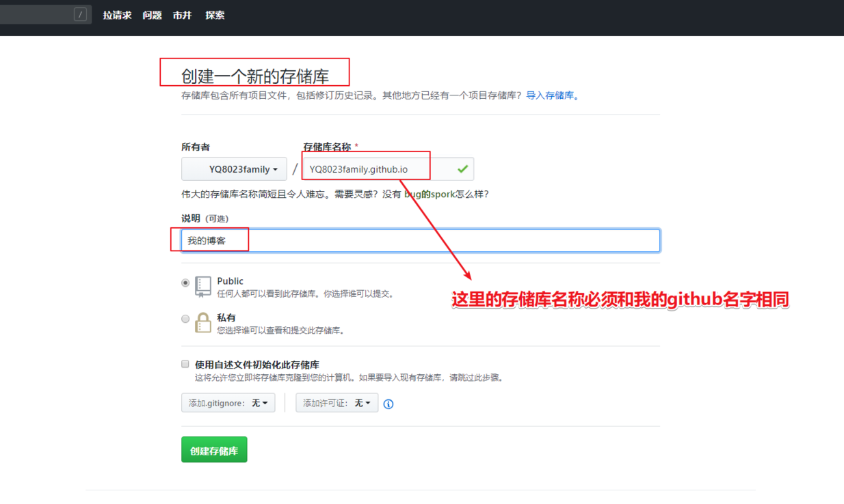 / 拉请求 问题 市井 探索
创建一个新的存储库
存储库包含所有项目文件，包括修订历史记录。其他地方已经有一个项目存储库？导入存储库。
所有者 存储库名称 *
YQ8023family / YQ8023family.github.io
伟大的存储库名称简短且令人难忘。需要灵感？没有 bug的spork怎么样？
说明 (可选)
我的博客
Public
任何人都可以看到此存储库。你选择谁可以提交。
这里的存储库名称必须和我的github名字相同
私有
您选择谁可以查看和提交此存储库。
使用自述文件初始化此存储库
这将允许您立即将存储库克隆到您的计算机。如果要导入现有存储库，请跳过此步骤。
添加.gitignore： 无 添加许可证： 无
创建存储库